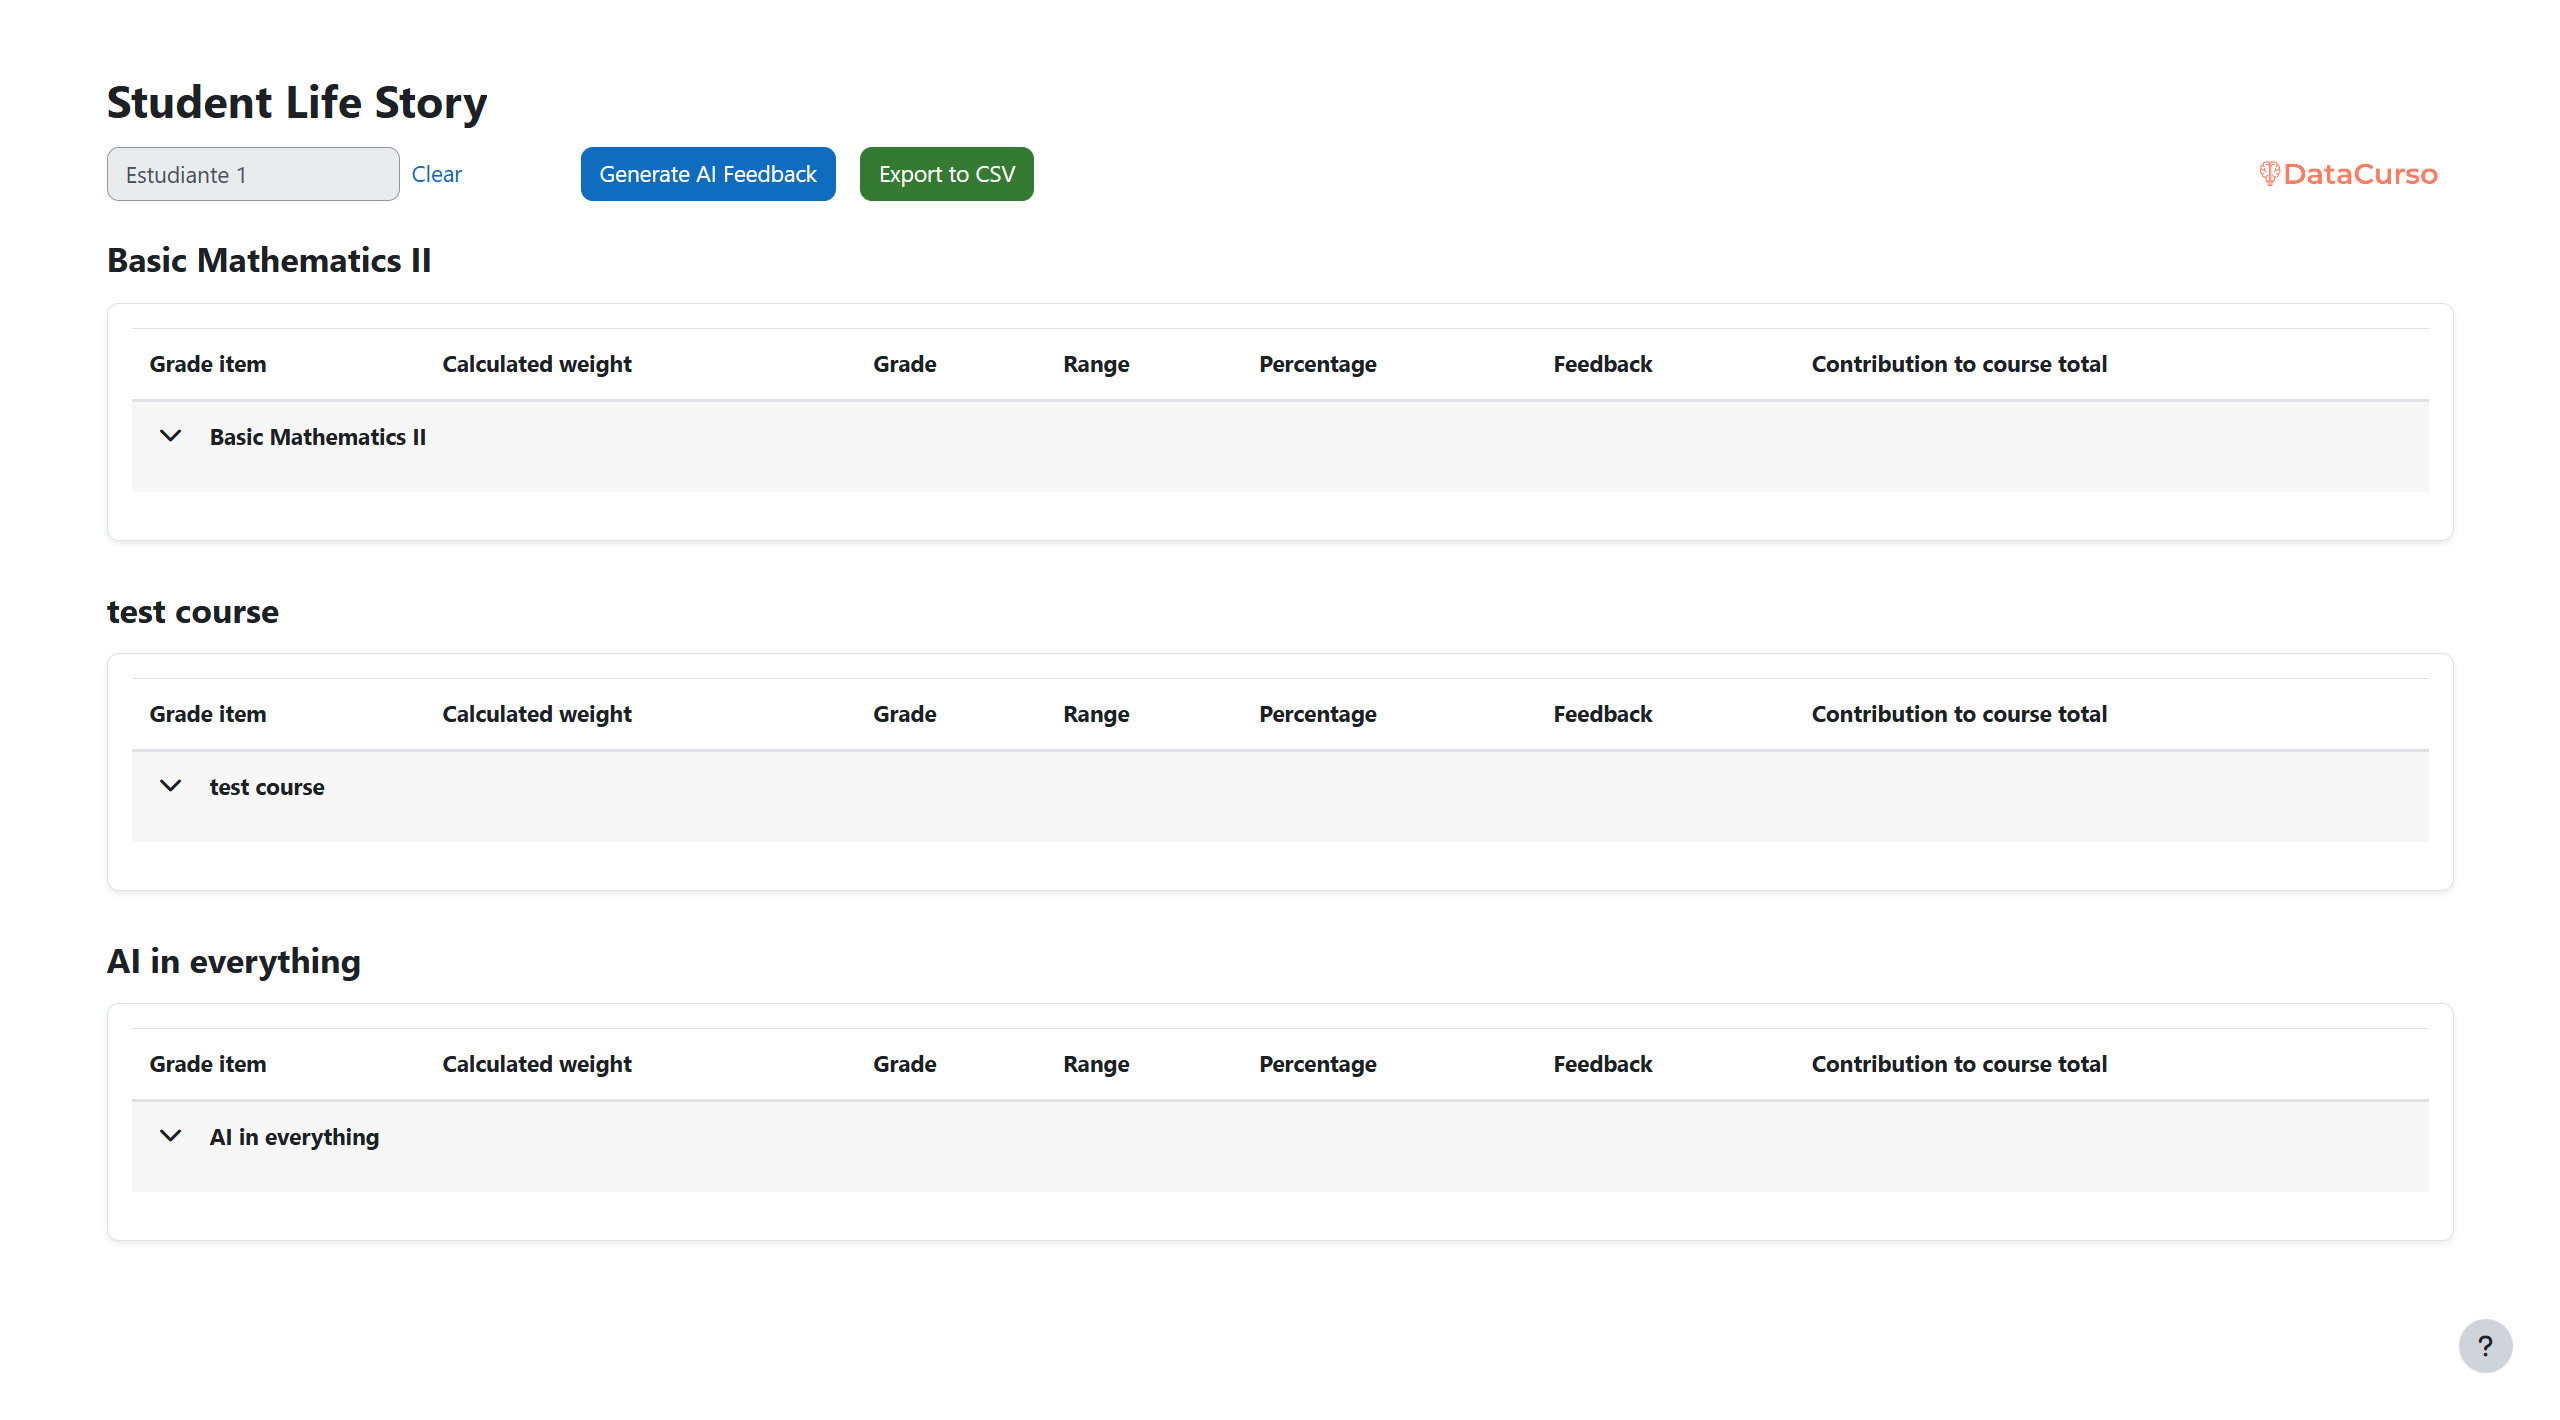 Student Life Story
Estudiante 1 Clear Generate AI Feedback Export to CSV DataCurso
Basic Mathematics II
Grade item Calculated weight Grade Range Percentage Feedback Contribution to course total
Basic Mathematics II
test course
Grade item Calculated weight Grade Range Percentage Feedback Contribution to course total
test course
AI in everything
Grade item Calculated weight Grade Range Percentage Feedback Contribution to course total
AI in everything
?